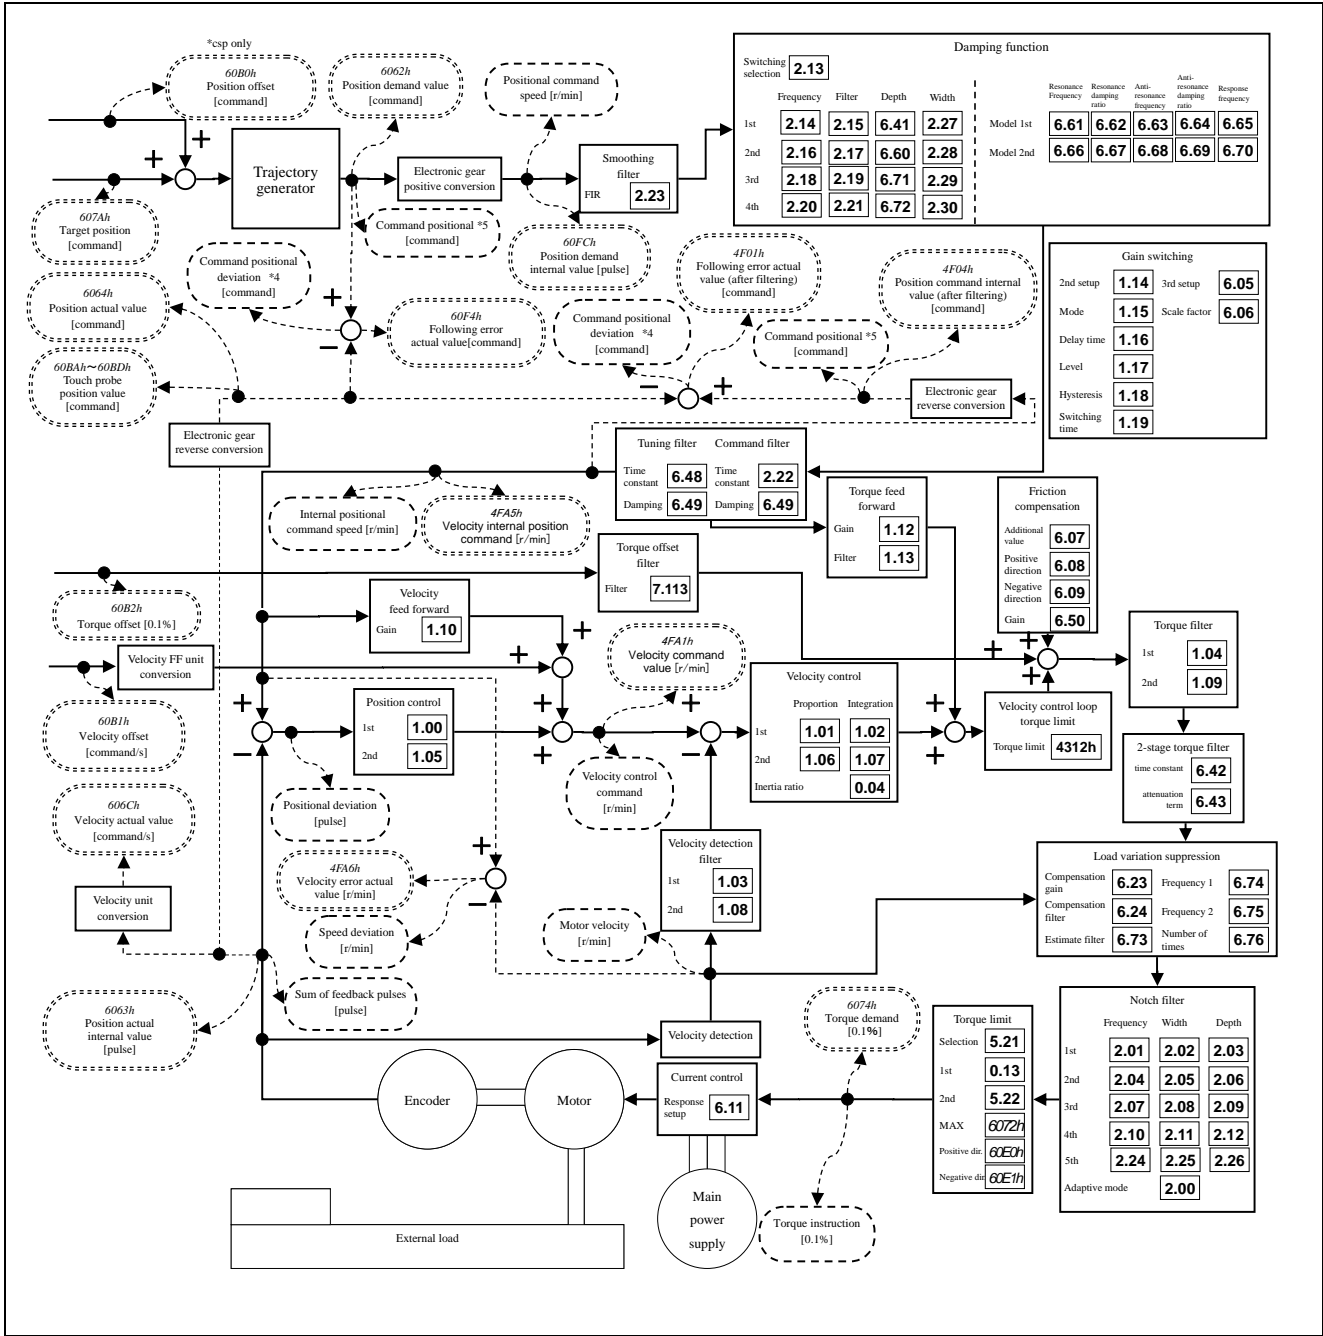 *csp only
60B0h
Position offset
[command]
6062h
Position demand value
[command]
Positional command
speed [r/min]
Damping function
Switching
selection
2.13
Frequency Filter Depth Width
1st 2.14 2.15 6.41 2.27
2nd 2.16 2.17 6.60 2.28
3rd 2.18 2.19 6.71 2.29
4th 2.20 2.21 6.72 2.30
Resonance
Frequency
Resonance
damping
ratio
Anti-
resonance
frequency
Anti-
resonance
damping
ratio
Response
frequency
Model 1st 6.61 6.62 6.63 6.64 6.65
Model 2nd 6.66 6.67 6.68 6.69 6.70
+
+
Trajectory
generator
Electronic gear
positive conversion
Smoothing
filter
FIR 2.23
607Ah
Target position
[command]
Command positional *5
[command]
60FCh
Position demand
internal value [pulse]
Command positional
deviation *4
[command]
6064h
Position actual value
[command]
+
−
60F4h
Following error
actual value[command]
4F01h
Following error actual
value (after filtering)
[command]
4F04h
Position command internal
value (after filtering)
[command]
Command positional
deviation *4
[command]
Command positional *5
[command]
Gain switching
2nd setup 1.14 3rd setup 6.05
Mode 1.15 Scale factor 6.06
Delay time 1.16
Level 1.17
Hysteresis 1.18
Switching
time
1.19
60BAh～60BDh
Touch probe
position value
[command]
−
+
Electronic gear
reverse conversion
Electronic gear
reverse conversion
Tuning filter Command filter
Time
constant
6.48
Time
constant
2.22
Damping 6.49 Damping 6.49
Internal positional
command speed [r/min]
4FA5h
Velocity internal position
command [r/min]
Torque feed
forward
Gain 1.12
Filter 1.13
Friction
compensation
Additional
value
6.07
Positive
direction
6.08
Negative
direction
6.09
Gain 6.50
Torque offset
filter
Filter 7.113
60B2h
Torque offset [0.1%]
Velocity
feed forward
Gain 1.10
+
+
4FA1h
Velocity command
value [r/min]
Velocity FF unit
conversion
60B1h
Velocity offset
[command/s]
+
−
Position control
1st 1.00
2nd 1.05
+
+
+
−
Velocity control
Proportion Integration
1st 1.01 1.02
2nd 1.06 1.07
Inertia ratio 0.04
+
+
+
+
+
Velocity control loop
torque limit
Torque limit 4312h
Torque filter
1st 1.04
2nd 1.09
2-stage torque filter
time constant 6.42
attenuation
term
6.43
Positional deviation
[pulse]
Velocity control
command
[r/min]
606Ch
Velocity actual value
[command/s]
4FA6h
Velocity error actual
value [r/min]
+
−
Velocity detection
filter
1st 1.03
2nd 1.08
Load variation suppression
Compensation
gain
6.23 Frequency 1 6.74
Compensation
filter
6.24 Frequency 2 6.75
Estimate filter 6.73
Number of
times
6.76
Velocity unit
conversion
Speed deviation
[r/min]
Motor velocity
[r/min]
Sum of feedback pulses
[pulse]
6063h
Position actual
internal value
[pulse]
Velocity detection
6074h
Torque demand
[0.1%]
Torque limit
Selection 5.21
1st 0.13
2nd 5.22
MAX 6072h
Positive dir. 60E0h
Negative dir 60E1h
Notch filter
Frequency Width Depth
1st 2.01 2.02 2.03
2nd 2.04 2.05 2.06
3rd 2.07 2.08 2.09
4th 2.10 2.11 2.12
5th 2.24 2.25 2.26
Adaptive mode 2.00
Encoder
Motor
Current control
Response
setup
6.11
Main
power
supply
Torque instruction
[0.1%]
External load